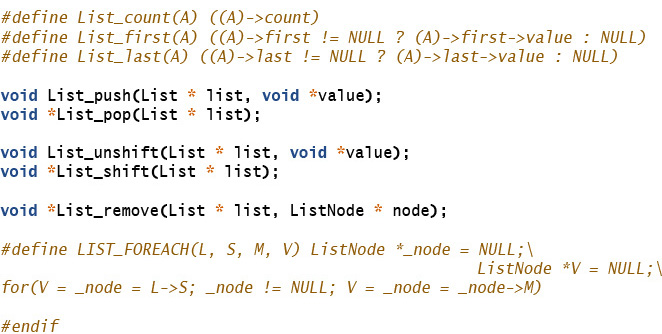 #define List_count(A) ((A)->count)
#define List_first(A) ((A)->first != NULL ? (A)->first->value : NULL)
#define List_last(A) ((A)->last != NULL ? (A)->last->value : NULL)
void List_push(List * list, void *value);
void *List_pop(List * list);
void List_unshift(List * list, void *value);
void *List_shift(List * list);
void *List_remove(List * list, ListNode * node);
#define LIST_FOREACH(L, S, M, V) ListNode *_node = NULL;\
ListNode *V = NULL;\
for(V = _node = L->S; _node != NULL; V = _node = _node->M)
#endif